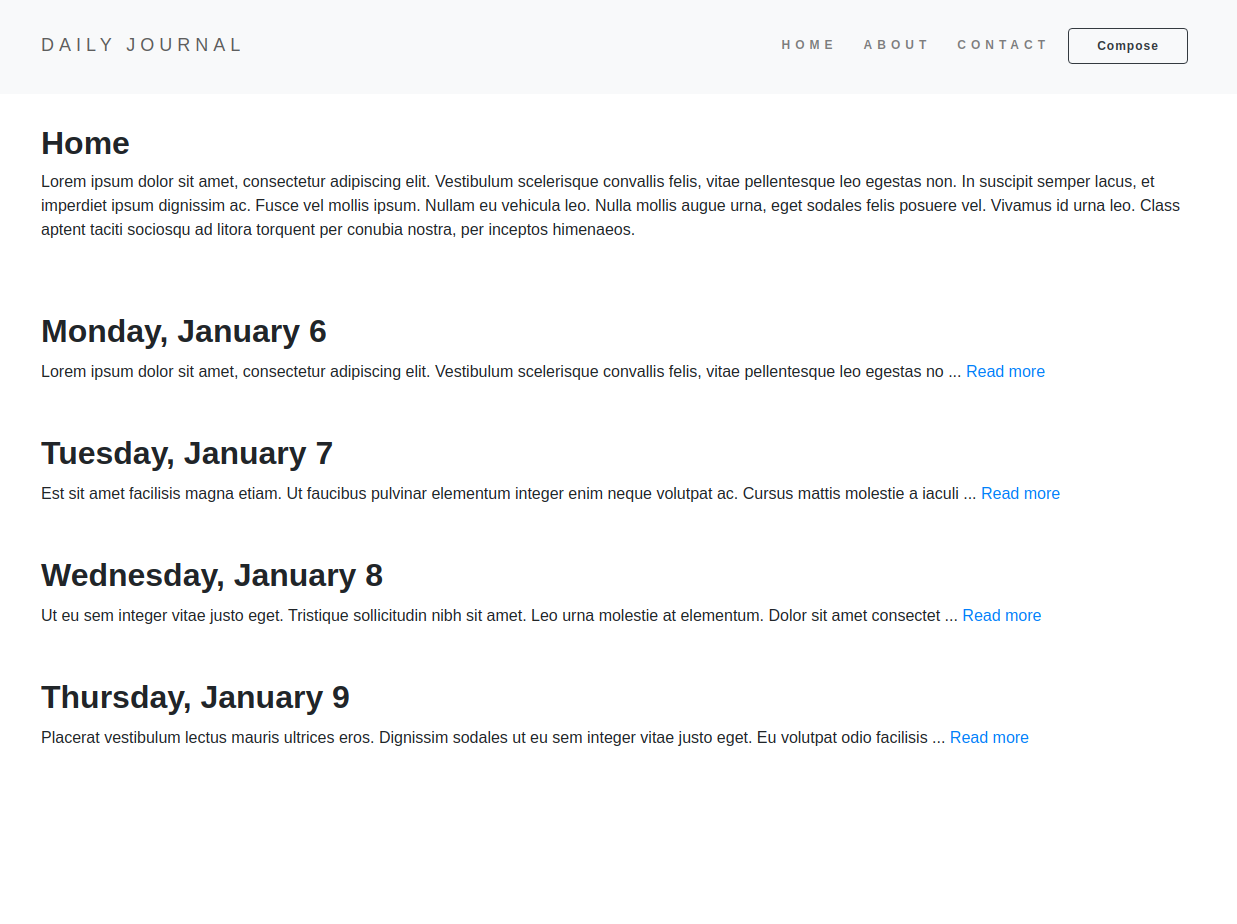 DAILY JOURNAL
HOME ABOUT CONTACT Compose
Home
Lorem ipsum dolor sit amet, consectetur adipiscing elit. Vestibulum scelerisque convallis felis, vitae pellentesque leo egestas non. In suscipit semper lacus, et
imperdiet ipsum dignissim ac. Fusce vel mollis ipsum. Nullam eu vehicula leo. Nulla mollis augue urna, eget sodales felis posuere vel. Vivamus id urna leo. Class
aptent taciti sociosqu ad litora torquent per conubia nostra, per inceptos himenaeos.
Monday, January 6
Lorem ipsum dolor sit amet, consectetur adipiscing elit. Vestibulum scelerisque convallis felis, vitae pellentesque leo egestas no ... Read more
Tuesday, January 7
Est sit amet facilisis magna etiam. Ut faucibus pulvinar elementum integer enim neque volutpat ac. Cursus mattis molestie a iaculi ... Read more
Wednesday, January 8
Ut eu sem integer vitae justo eget. Tristique sollicitudin nibh sit amet. Leo urna molestie at elementum. Dolor sit amet consectet ... Read more
Thursday, January 9
Placerat vestibulum lectus mauris ultrices eros. Dignissim sodales ut eu sem integer vitae justo eget. Eu volutpat odio facilisis ... Read more